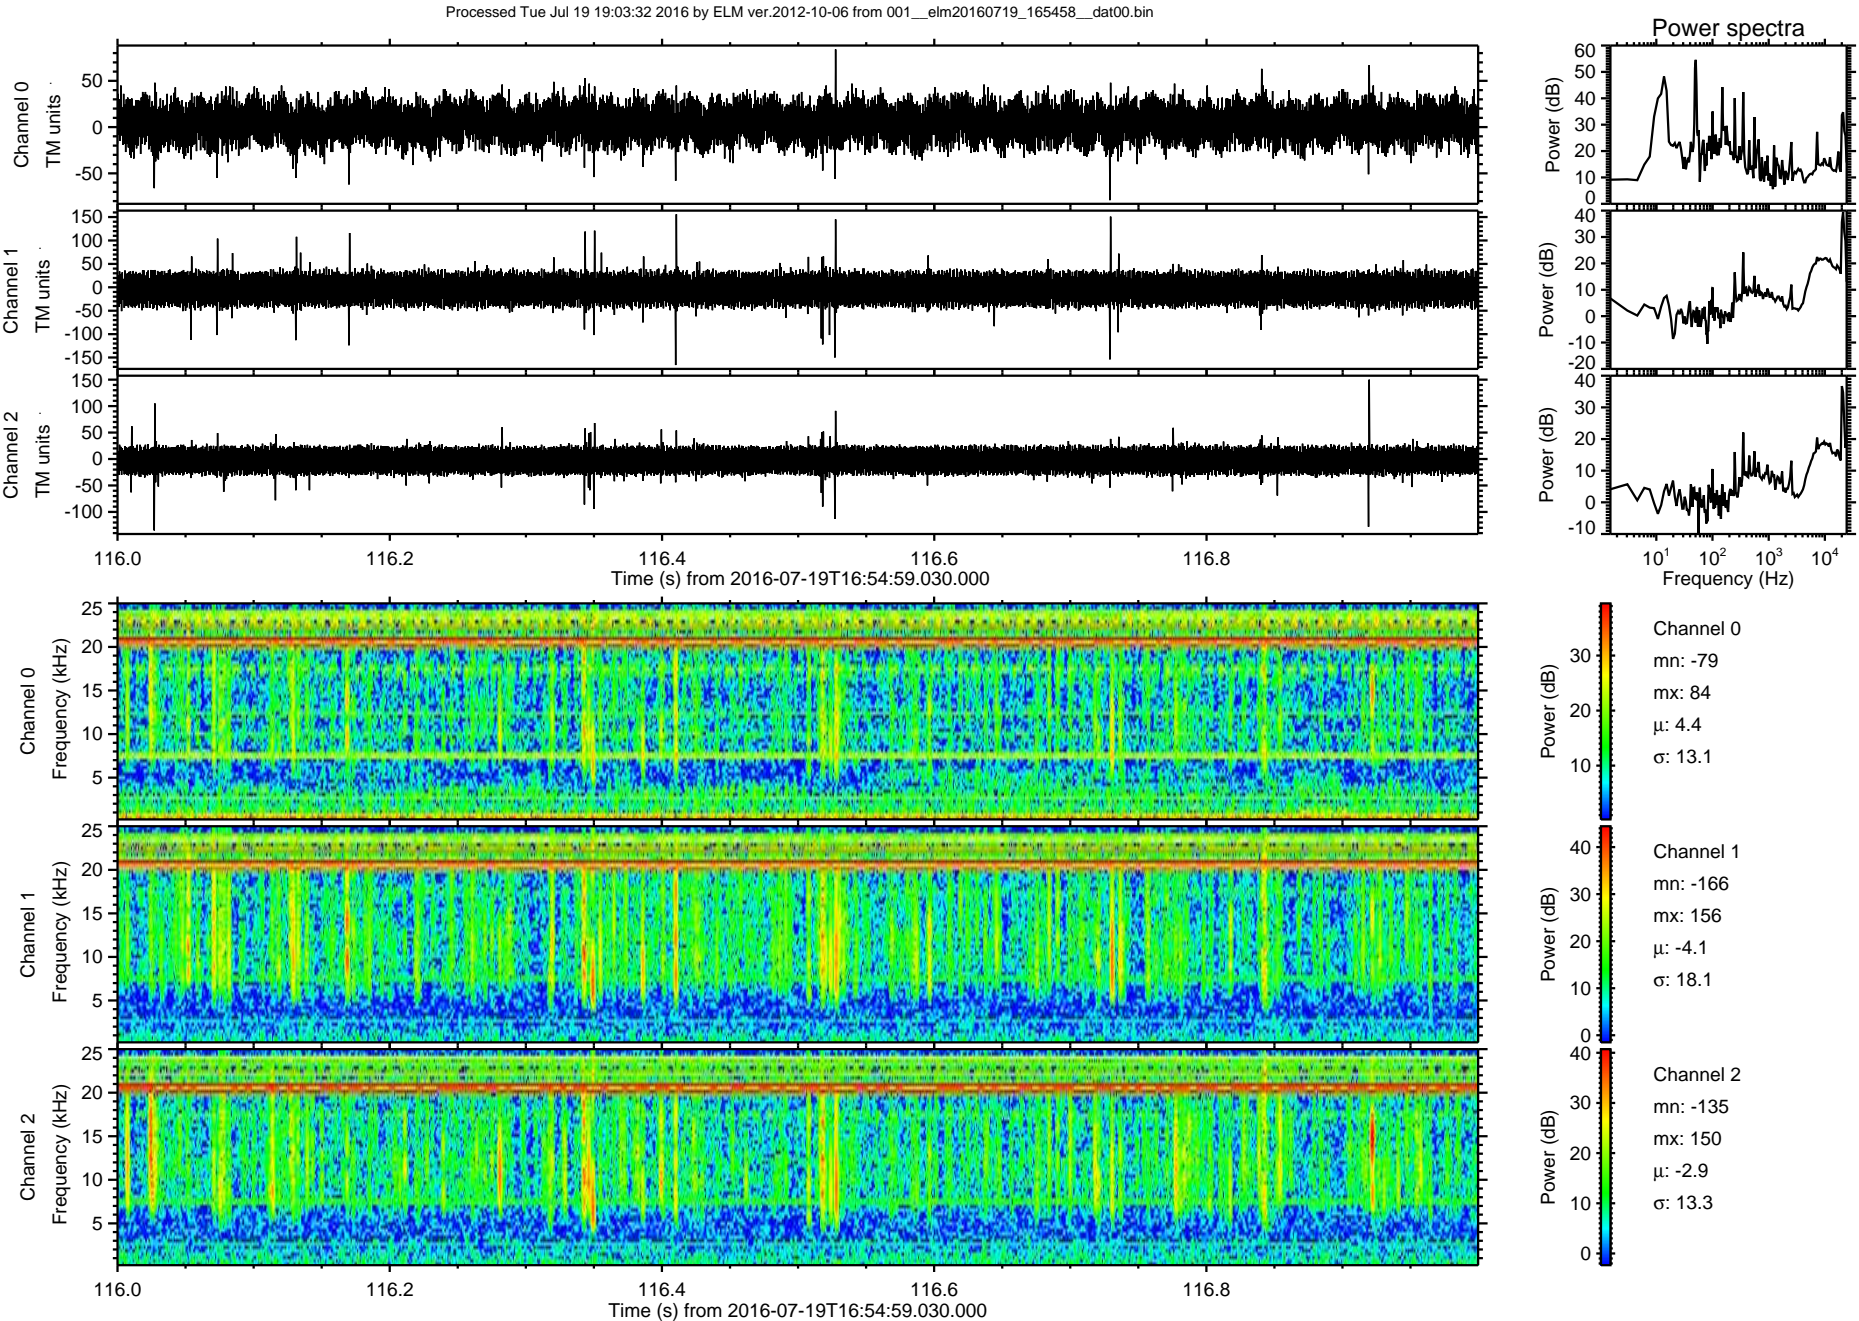 Processed Tue Jul 19 19:03:32 2016 by ELM ver.2012-10-06 from 001__elm20160719_165458__dat00.bin
Power spectra
Channel 0
TM units
50
0
-50
Power (dB)
60
50
40
30
20
10
0
Channel 1
TM units
150
100
50
0
-50
-100
-150
Power (dB)
40
30
20
10
0
-10
-20
Channel 2
TM units
150
100
50
0
-50
-100
Power (dB)
40
30
20
10
0
-10
116.0 116.2 116.4 116.6 116.8
Time (s) from 2016-07-19T16:54:59.030.000
10¹ 10² 10³ 10⁴
Frequency (Hz)
Channel 0
Frequency (kHz)
25
20
15
10
5
Power (dB)
30
20
10
Channel 0
mn: -79
mx: 84
μ: 4.4
σ: 13.1
Channel 1
Frequency (kHz)
25
20
15
10
5
Power (dB)
40
30
20
10
0
Channel 1
mn: -166
mx: 156
μ: -4.1
σ: 18.1
Channel 2
Frequency (kHz)
25
20
15
10
5
Power (dB)
40
30
20
10
0
Channel 2
mn: -135
mx: 150
μ: -2.9
σ: 13.3
116.0 116.2 116.4 116.6 116.8
Time (s) from 2016-07-19T16:54:59.030.000